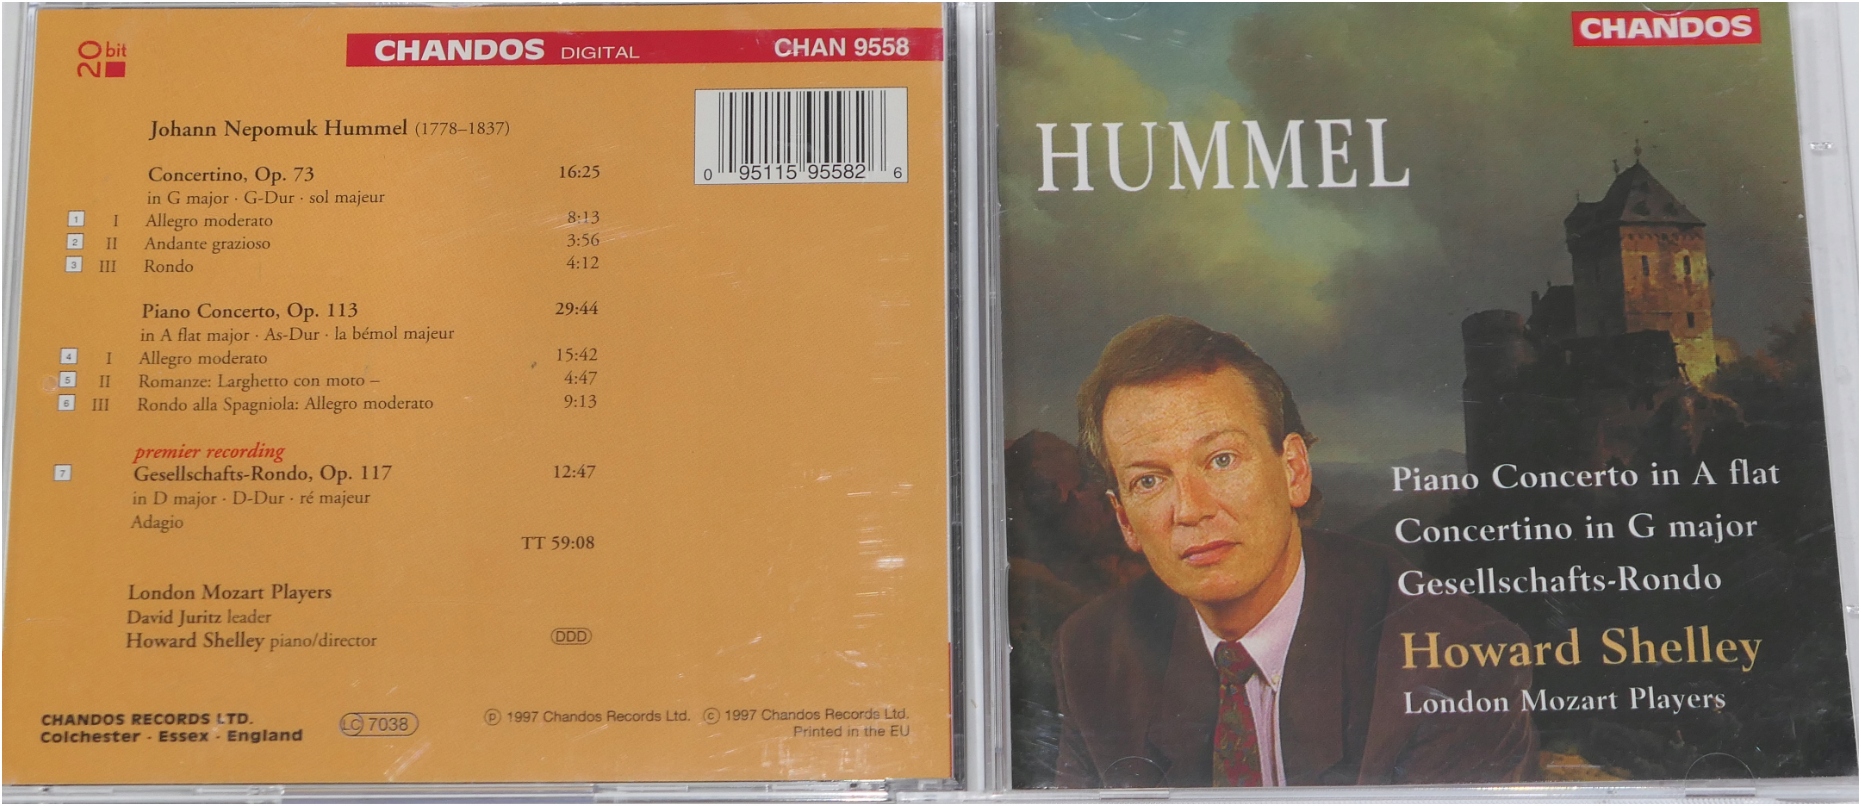 20 bit
CHANDOS DIGITAL CHAN 9558
0 95115 95582 6
Johann Nepomuk Hummel (1778–1837)
Concertino, Op. 73 16:25
in G major · G-Dur · sol majeur
1 I Allegro moderato 8:13
2 II Andante grazioso 3:56
3 III Rondo 4:12
Piano Concerto, Op. 113 29:44
in A flat major · As-Dur · la bémol majeur
4 I Allegro moderato 15:42
5 II Romanze: Larghetto con moto – 4:47
6 III Rondo alla Spagniola: Allegro moderato 9:13
premier recording
7 Gesellschafts-Rondo, Op. 117 12:47
in D major · D-Dur · ré majeur
Adagio
TT 59:08
London Mozart Players
David Juritz leader
Howard Shelley piano/director
DDD
CHANDOS RECORDS LTD.
Colchester · Essex · England
LC 7038
℗ 1997 Chandos Records Ltd. © 1997 Chandos Records Ltd.
Printed in the EU
CHANDOS
HUMMEL
Piano Concerto in A flat
Concertino in G major
Gesellschafts-Rondo
Howard Shelley
London Mozart Players